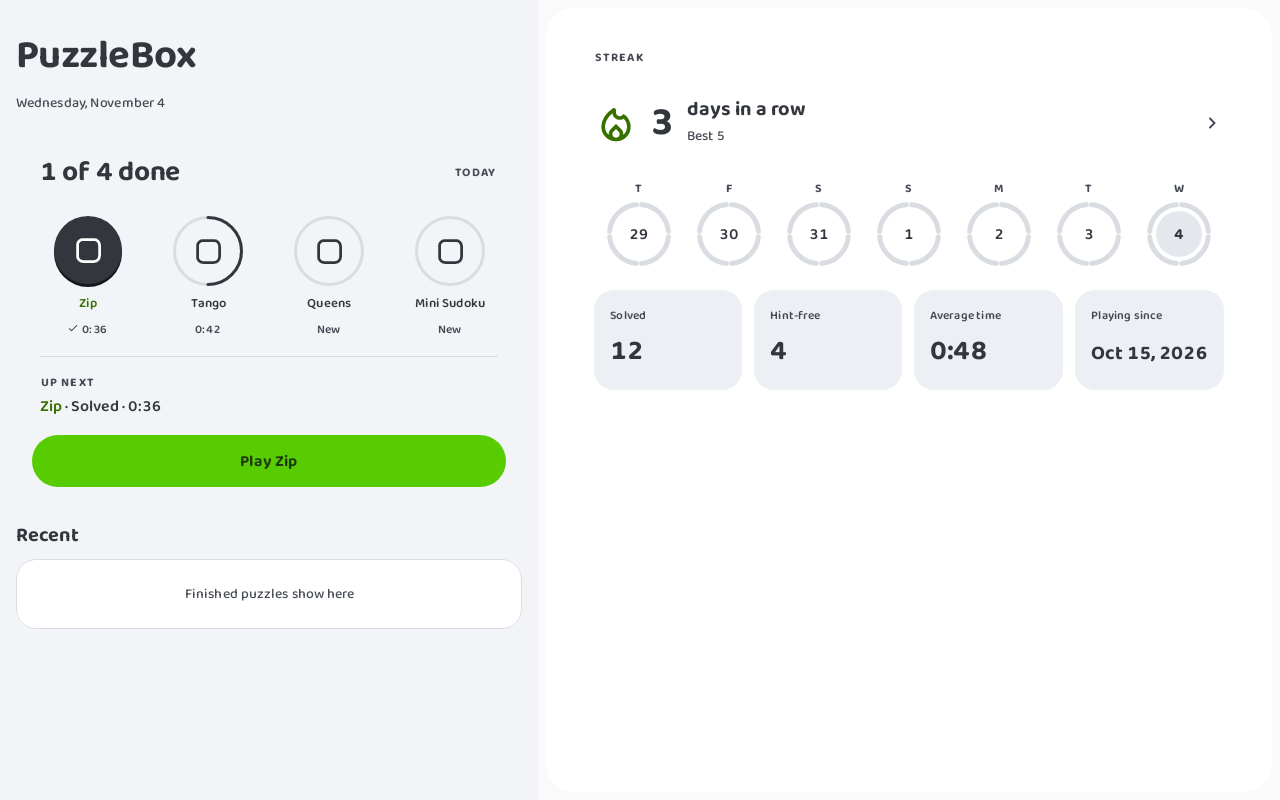 PuzzleBox
Wednesday, November 4
1 of 4 done
TODAY
Zip
Tango
Queens
Mini Sudoku
0:36
0:42
New
New
UP NEXT
Zip · Solved · 0:36
Play Zip
Recent
Finished puzzles show here
STREAK
3 days in a row
Best 5
T F S S M T W
29 30 31 1 2 3 4
Solved
12
Hint-free
4
Average time
0:48
Playing since
Oct 15, 2026